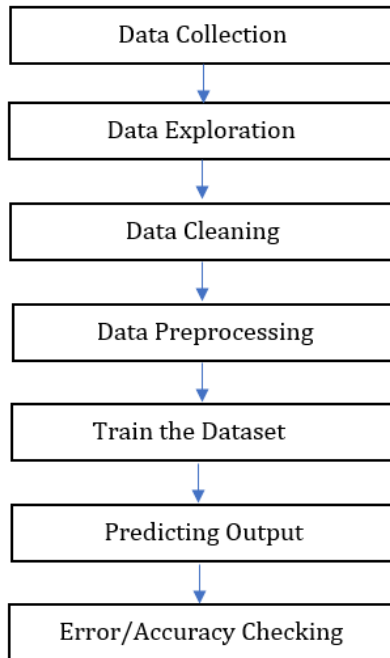 Data Collection
Data Exploration
Data Cleaning
Data Preprocessing
Train the Dataset
Predicting Output
Error/Accuracy Checking